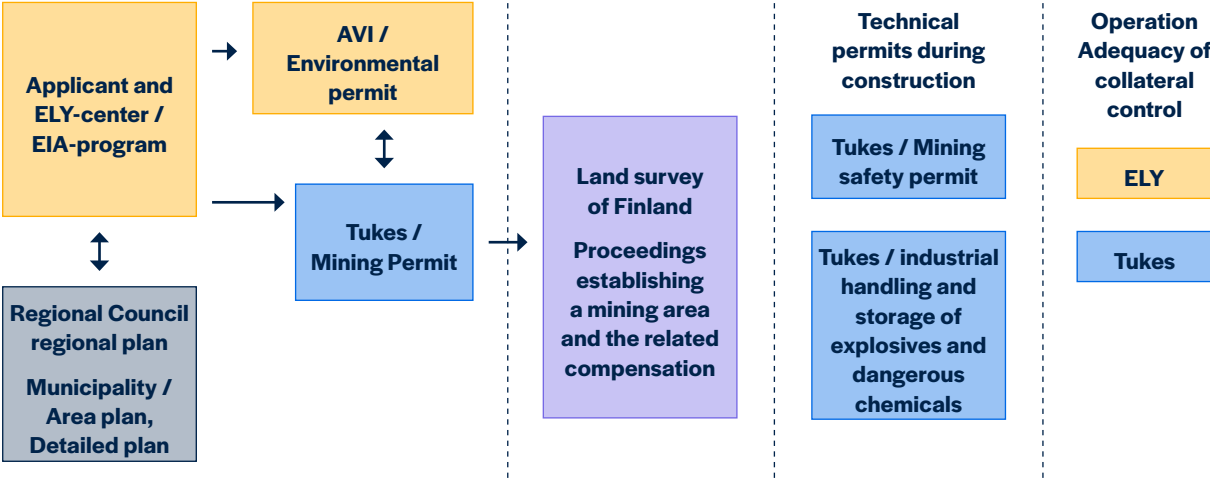 Applicant and
ELY-center /
EIA-program
Regional Council
regional plan
Municipality /
Area plan,
Detailed plan
AVI /
Environmental
permit
Tukes /
Mining Permit
Land survey
of Finland
Proceedings
establishing
a mining area
and the related
compensation
Technical
permits during
construction
Tukes / Mining
safety permit
Tukes / industrial
handling and
storage of
explosives and
dangerous
chemicals
Operation
Adequacy of
collateral
control
ELY
Tukes